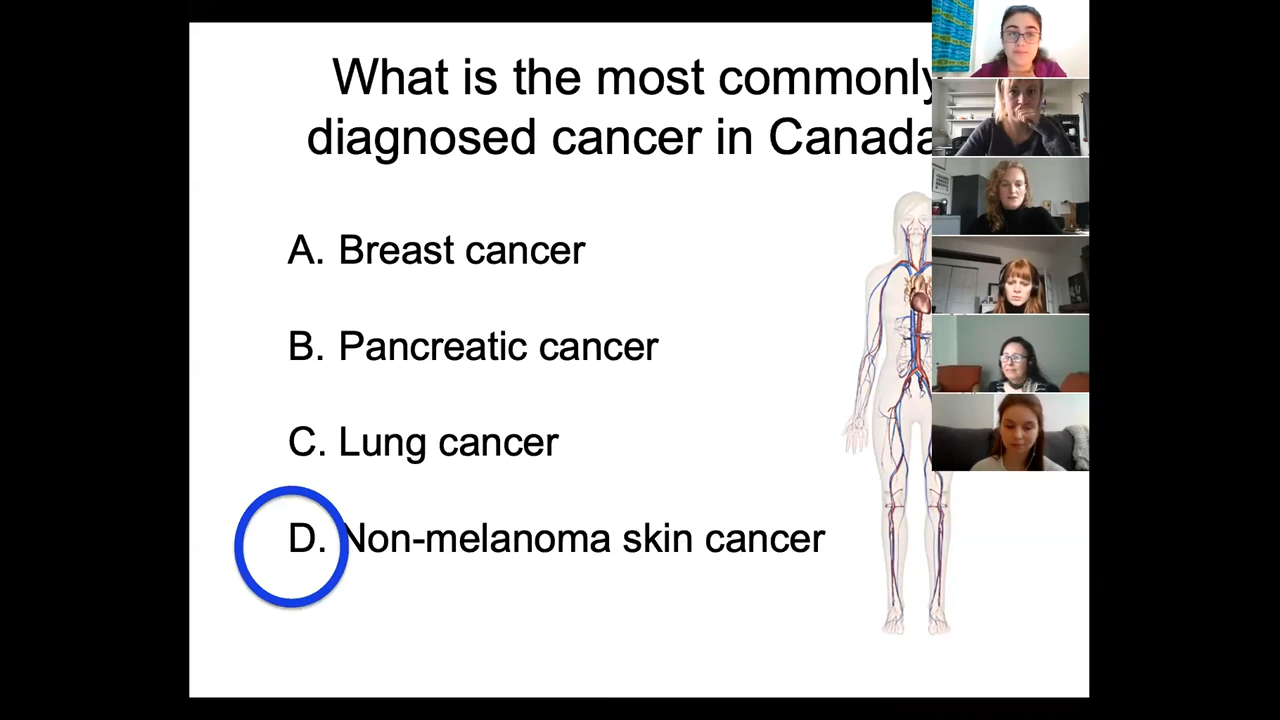 What is the most commonly
diagnosed cancer in Canada
A. Breast cancer
B. Pancreatic cancer
C. Lung cancer
D. Non-melanoma skin cancer